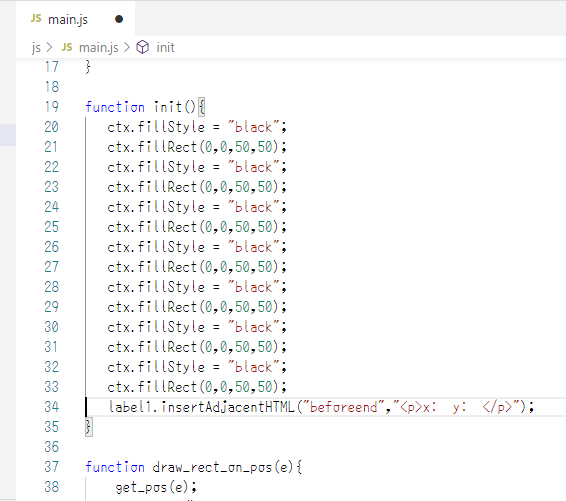 JS main.js ●
js > JS main.js > init
17 }
18
19 function init(){
20 ctx.fillStyle = "black";
21 ctx.fillRect(0,0,50,50);
22 ctx.fillStyle = "black";
23 ctx.fillRect(0,0,50,50);
24 ctx.fillStyle = "black";
25 ctx.fillRect(0,0,50,50);
26 ctx.fillStyle = "black";
27 ctx.fillRect(0,0,50,50);
28 ctx.fillStyle = "black";
29 ctx.fillRect(0,0,50,50);
30 ctx.fillStyle = "black";
31 ctx.fillRect(0,0,50,50);
32 ctx.fillStyle = "black";
33 ctx.fillRect(0,0,50,50);
34 label1.insertAdjacentHTML("beforeend","<p>x:  y:  </p>");
35 }
36
37 function draw_rect_on_pos(e){
38 get_pos(e);